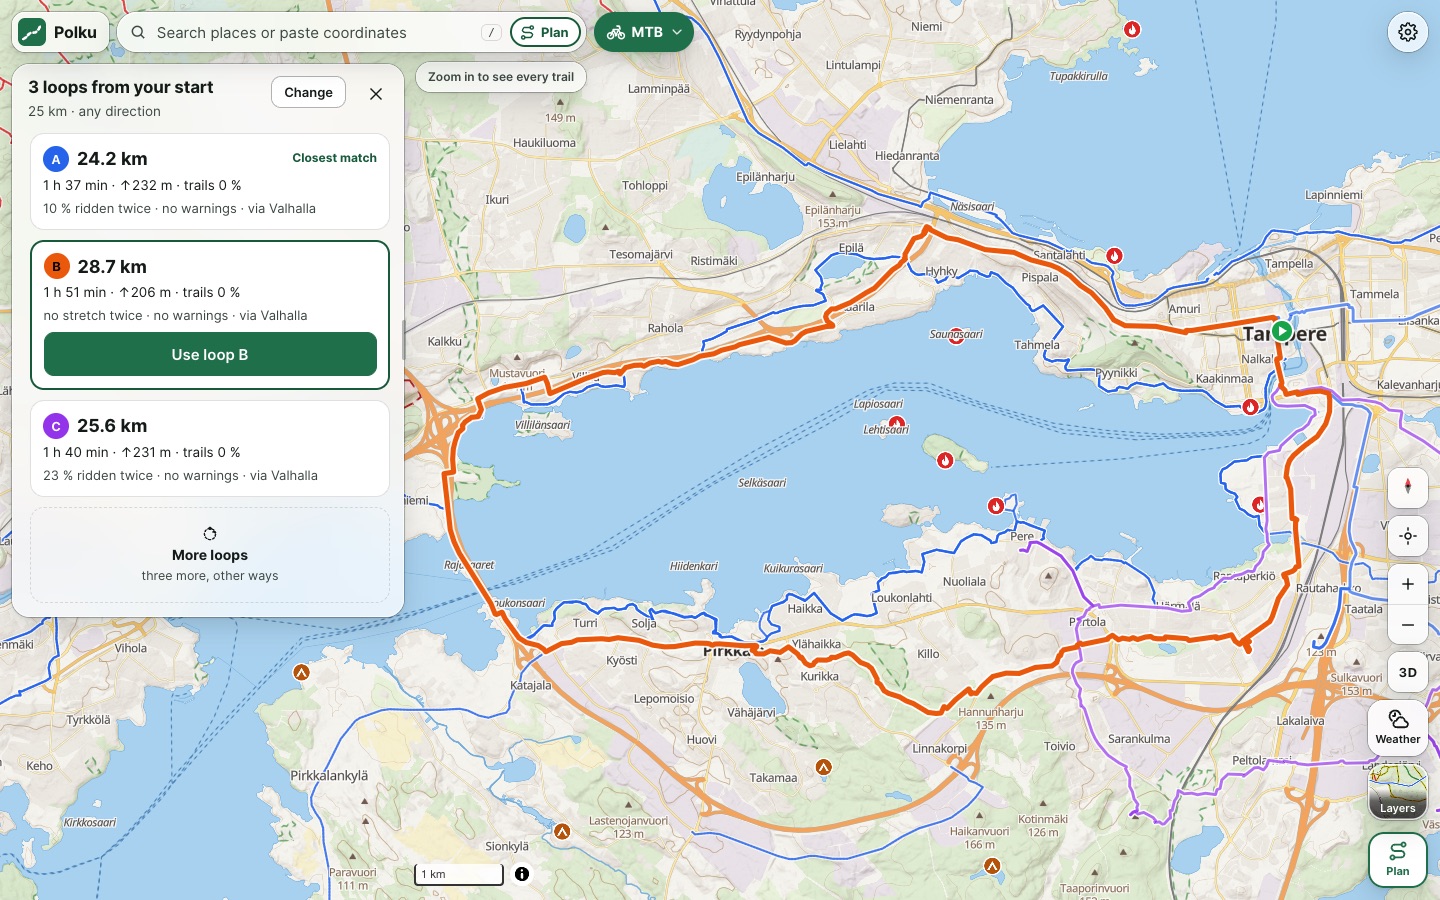 Polku
Search places or paste coordinates
/
Plan
MTB
Zoom in to see every trail
3 loops from your start
Change
25 km · any direction
A
24.2 km
Closest match
1 h 37 min · ↑232 m · trails 0 %
10 % ridden twice · no warnings · via Valhalla
B
28.7 km
1 h 51 min · ↑206 m · trails 0 %
no stretch twice · no warnings · via Valhalla
Use loop B
C
25.6 km
1 h 40 min · ↑231 m · trails 0 %
23 % ridden twice · no warnings · via Valhalla
More loops
three more, other ways
Ryydynpohja
Niemi
Lintulampi
Tupakkirulla
Lamminpää
Niemenranta
149 m
Haukiluoma
Lielahti
Hiedanranta
Epilänharju
Tohloppi
Ikuri
Lapinniemi
Näsisaari
Epilänharju
153 m
Epilä
Tesomajärvi
Ristimäki
Santalahti
Hyhky
Pispala
Tampella
Amuri
Tammela
Rahola
Kalkku
Saunasaari
Tahmela
Pyynikki
Kaakinmaa
Kalevanharju
Mustavuori
Lapiosaari
Lehtisaari
Villilänsaari
Selkäsaari
Pere
Hiidenkari
Kuikurasaari
Nuoliala
Loukonlahti
Haikka
Turri
Solja
Partola
Härmälä
Rautaharkko
Taatala
Ylähaikka
Killo
Kyösti
Kurikka
Katajala
Lepomoisio
Vähäjärvi
Hannunharju
135 m
123 m
Sulkavuori
153 m
Lakalaiva
Vihola
Tyrkkölä
Keho
Kirkkosaari
Pirkkalankylä
Huovi
Takamaa
Linnakorpi
Toivio
Sarankulma
Lastenojanvuori
123 m
Sionkylä
Paravuori
111 m
Haikanvuori
166 m
Kotinmäki
126 m
Taaporinvuori
1 km
3D
Weather
Layers
Plan